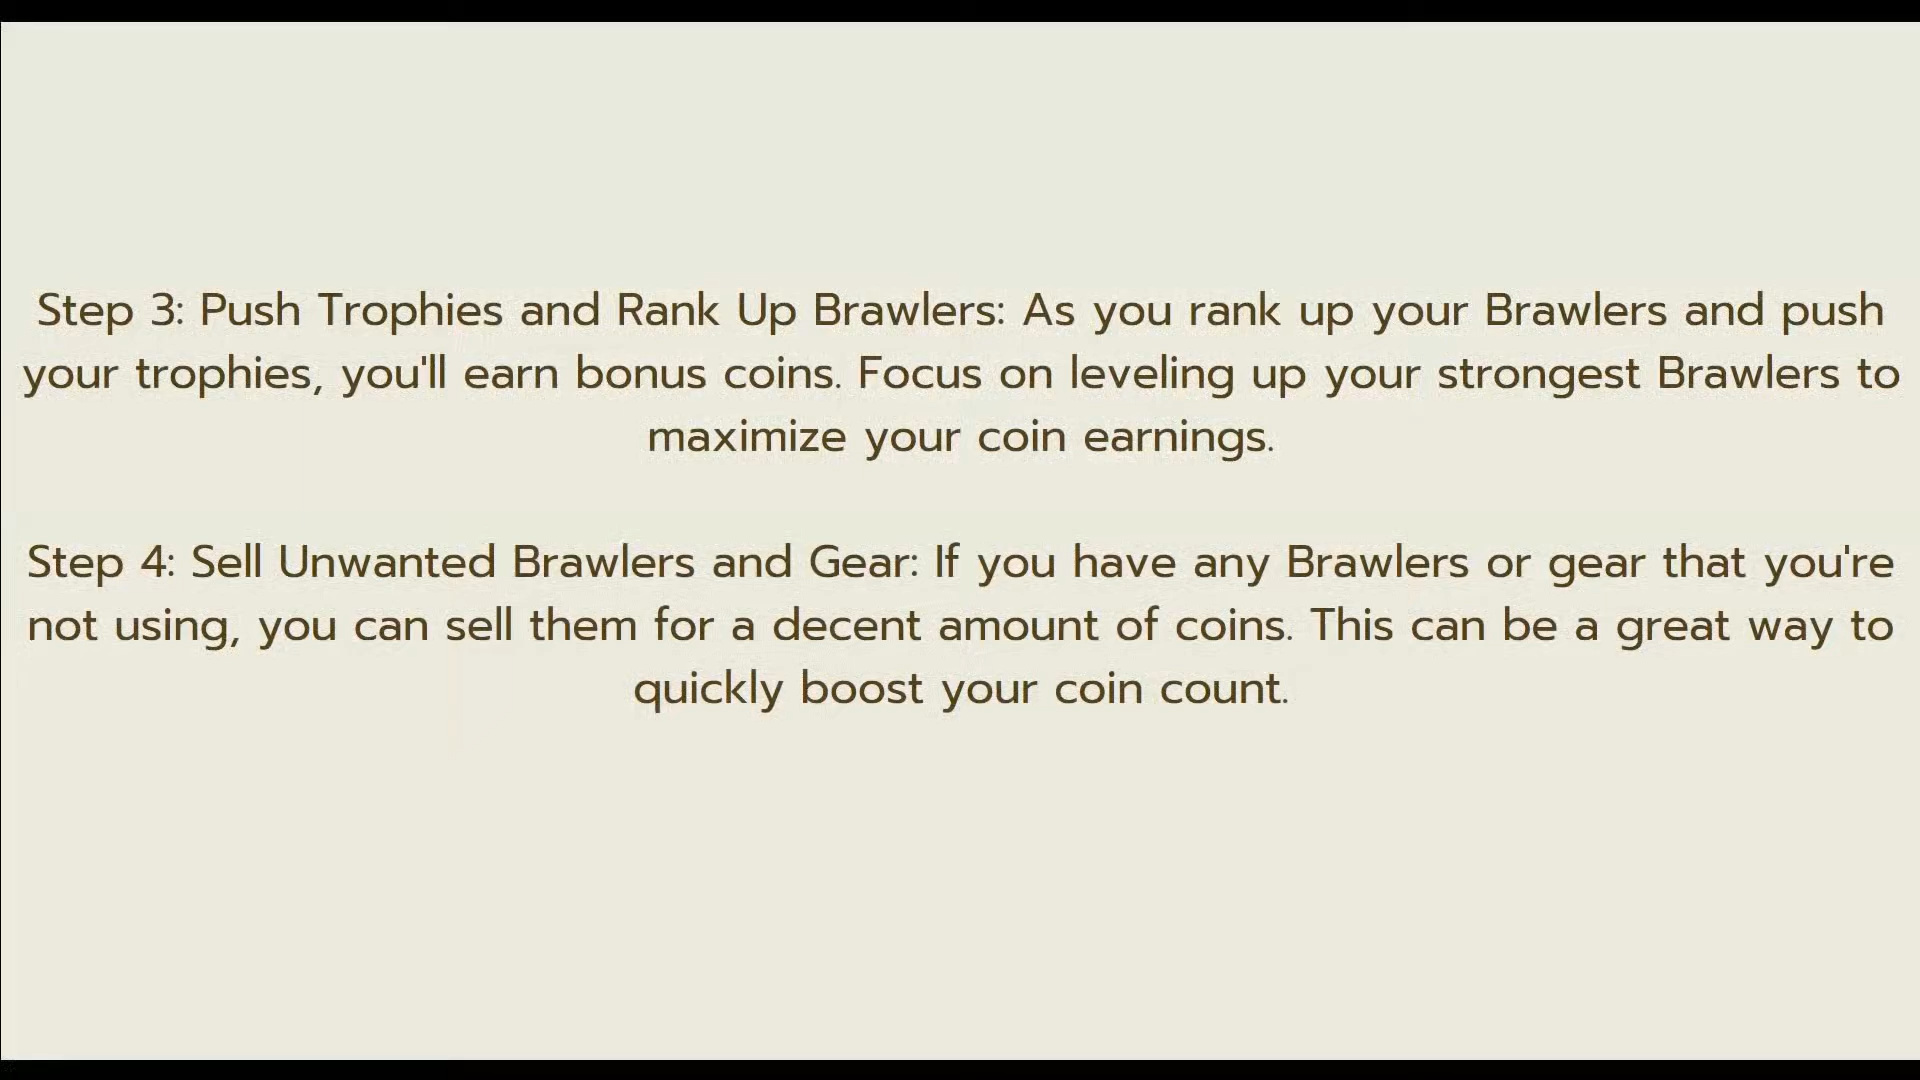 Step 3: Push Trophies and Rank Up Brawlers: As you rank up your Brawlers and push
your trophies, you'll earn bonus coins. Focus on leveling up your strongest Brawlers to
maximize your coin earnings.
Step 4: Sell Unwanted Brawlers and Gear: If you have any Brawlers or gear that you're
not using, you can sell them for a decent amount of coins. This can be a great way to
quickly boost your coin count.